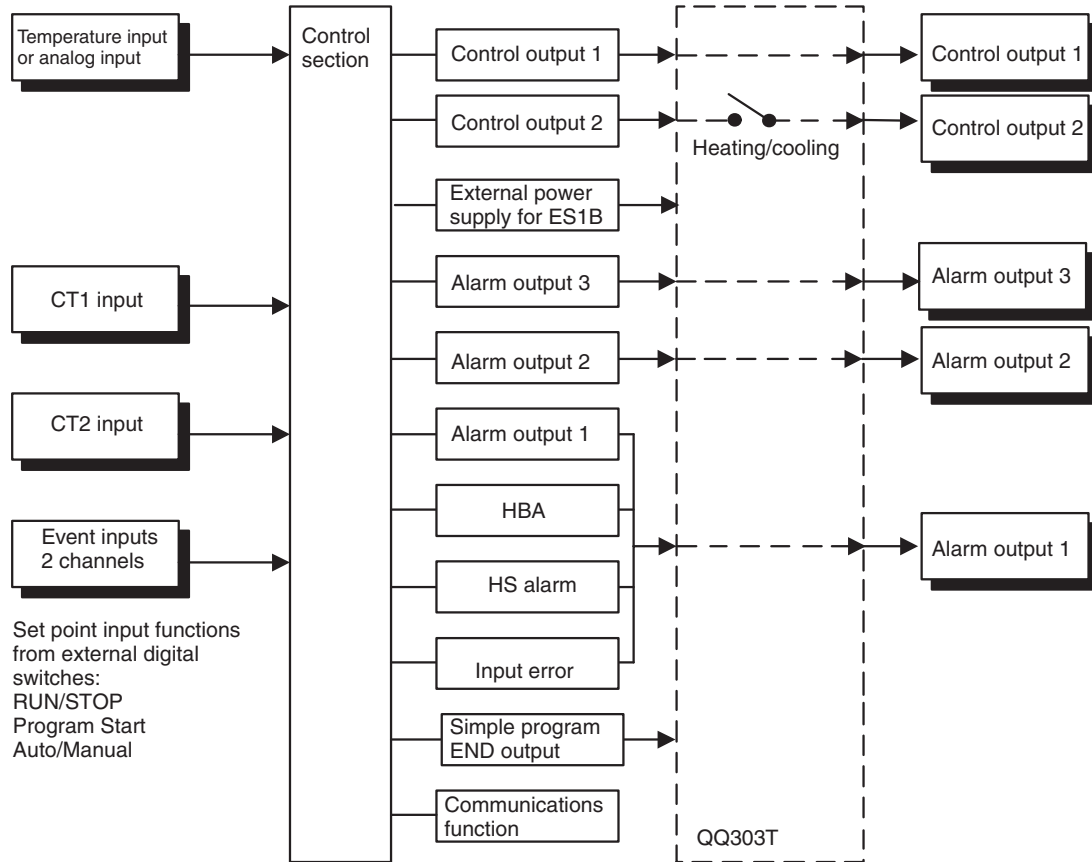 Temperature input
or analog input
CT1 input
CT2 input
Event inputs
2 channels
Set point input functions
from external digital
switches:
RUN/STOP
Program Start
Auto/Manual
Control
section
Control output 1
Control output 2
External power
supply for ES1B
Alarm output 3
Alarm output 2
Alarm output 1
HBA
HS alarm
Input error
Simple program
END output
Communications
function
Heating/cooling
QQ303T
Control output 1
Control output 2
Alarm output 3
Alarm output 2
Alarm output 1